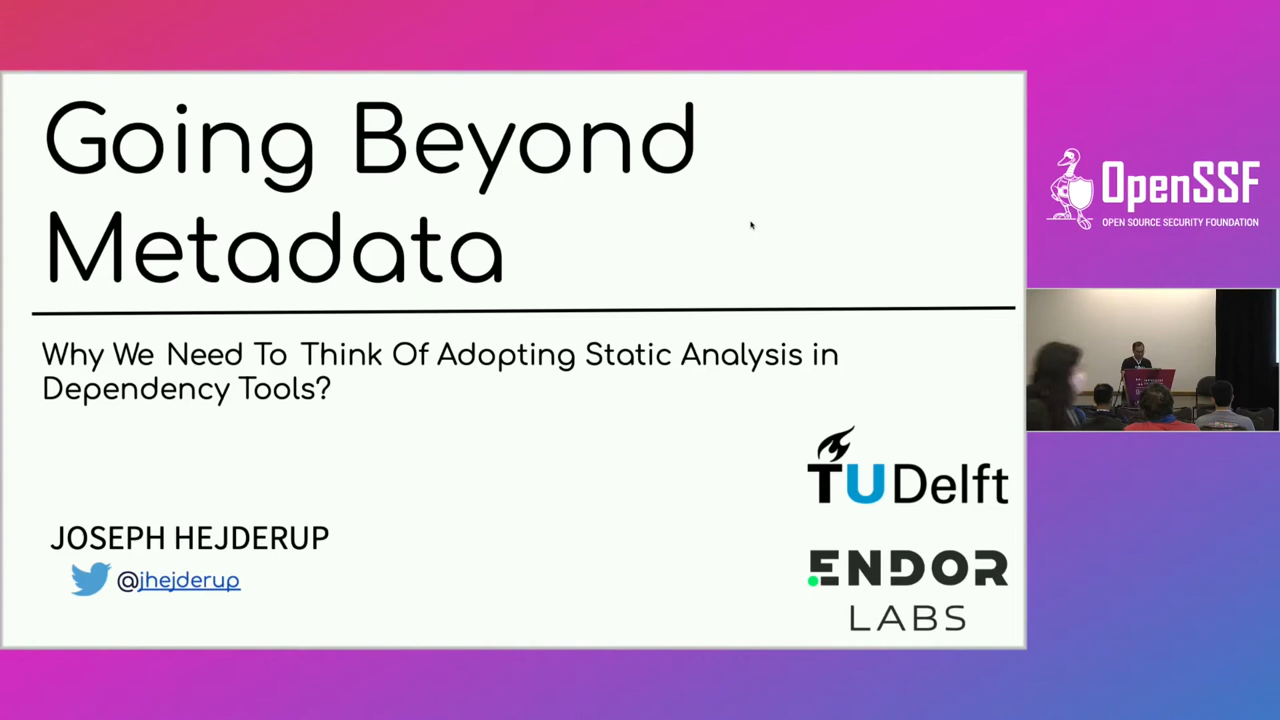 Going Beyond
Metadata
Why We Need To Think Of Adopting Static Analysis in
Dependency Tools?
JOSEPH HEJDERUP
@jhejderup
TUDelft
ENDOR
LABS
OpenSSF
OPEN SOURCE SECURITY FOUNDATION